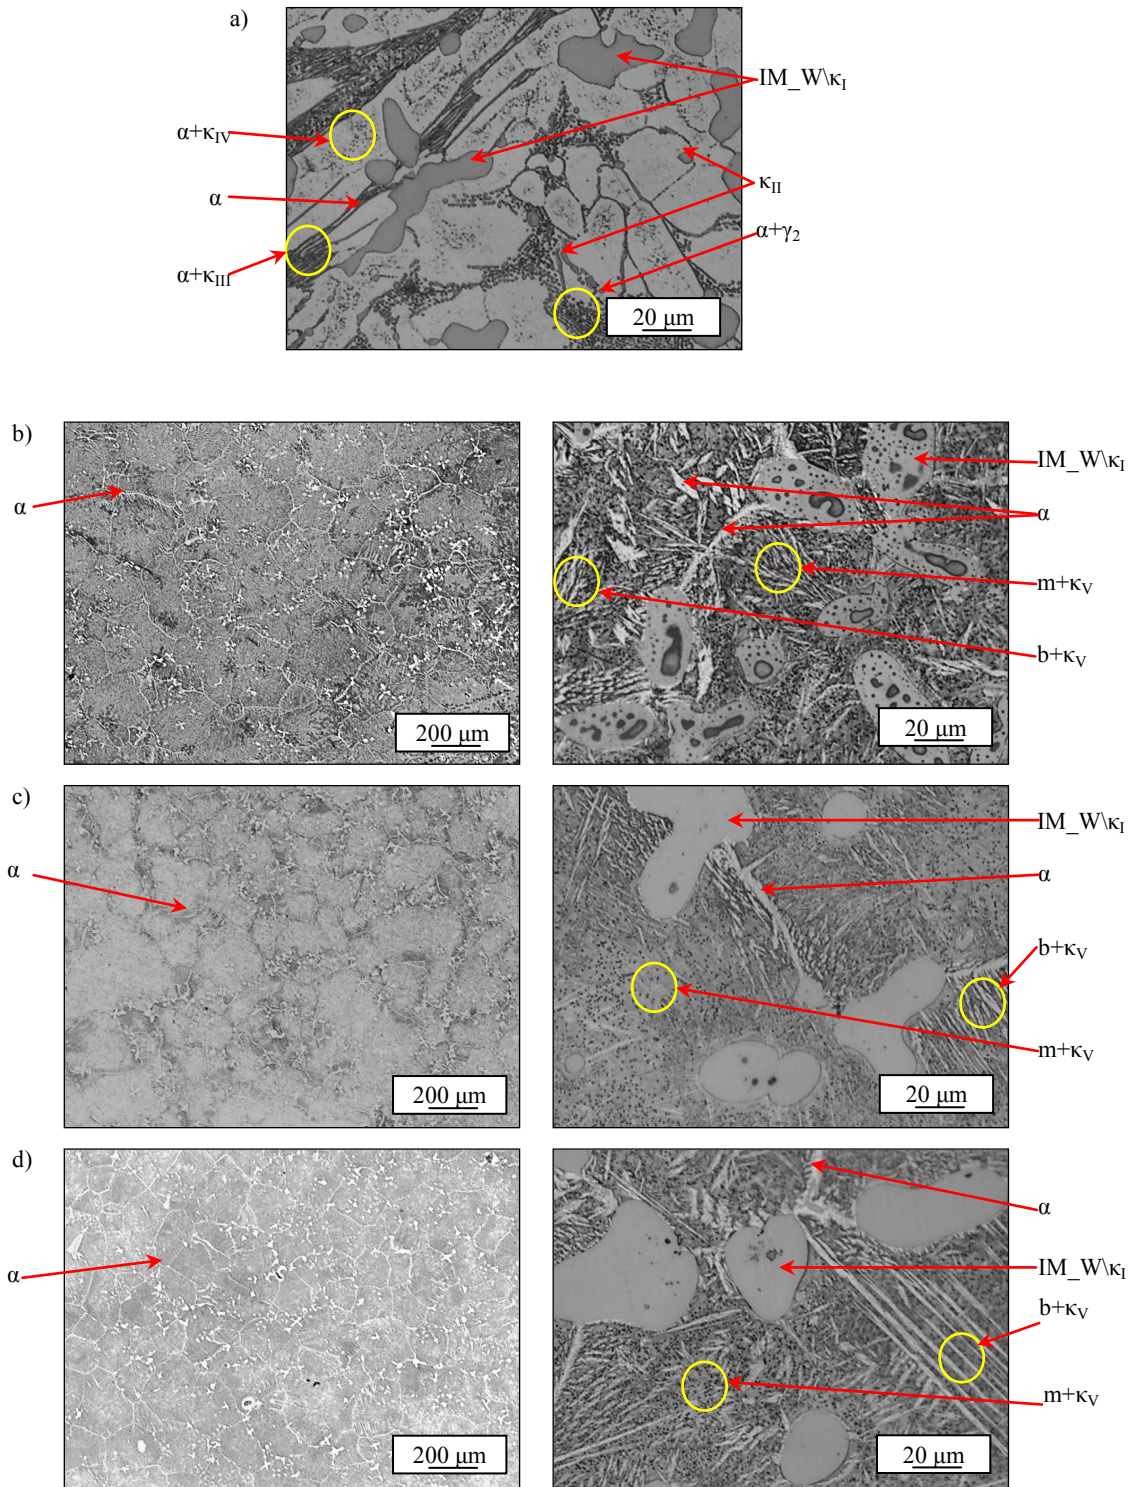 a)
IM_W\κI
α+κIV
κII
α
α+γ2
α+κIII
20 μm
b)
IM_W\κI
α
α
m+κV
b+κV
200 μm
20 μm
c)
IM_W\κI
α
α
b+κV
m+κV
200 μm
20 μm
d)
α
IM_W\κI
α
b+κV
m+κV
200 μm
20 μm